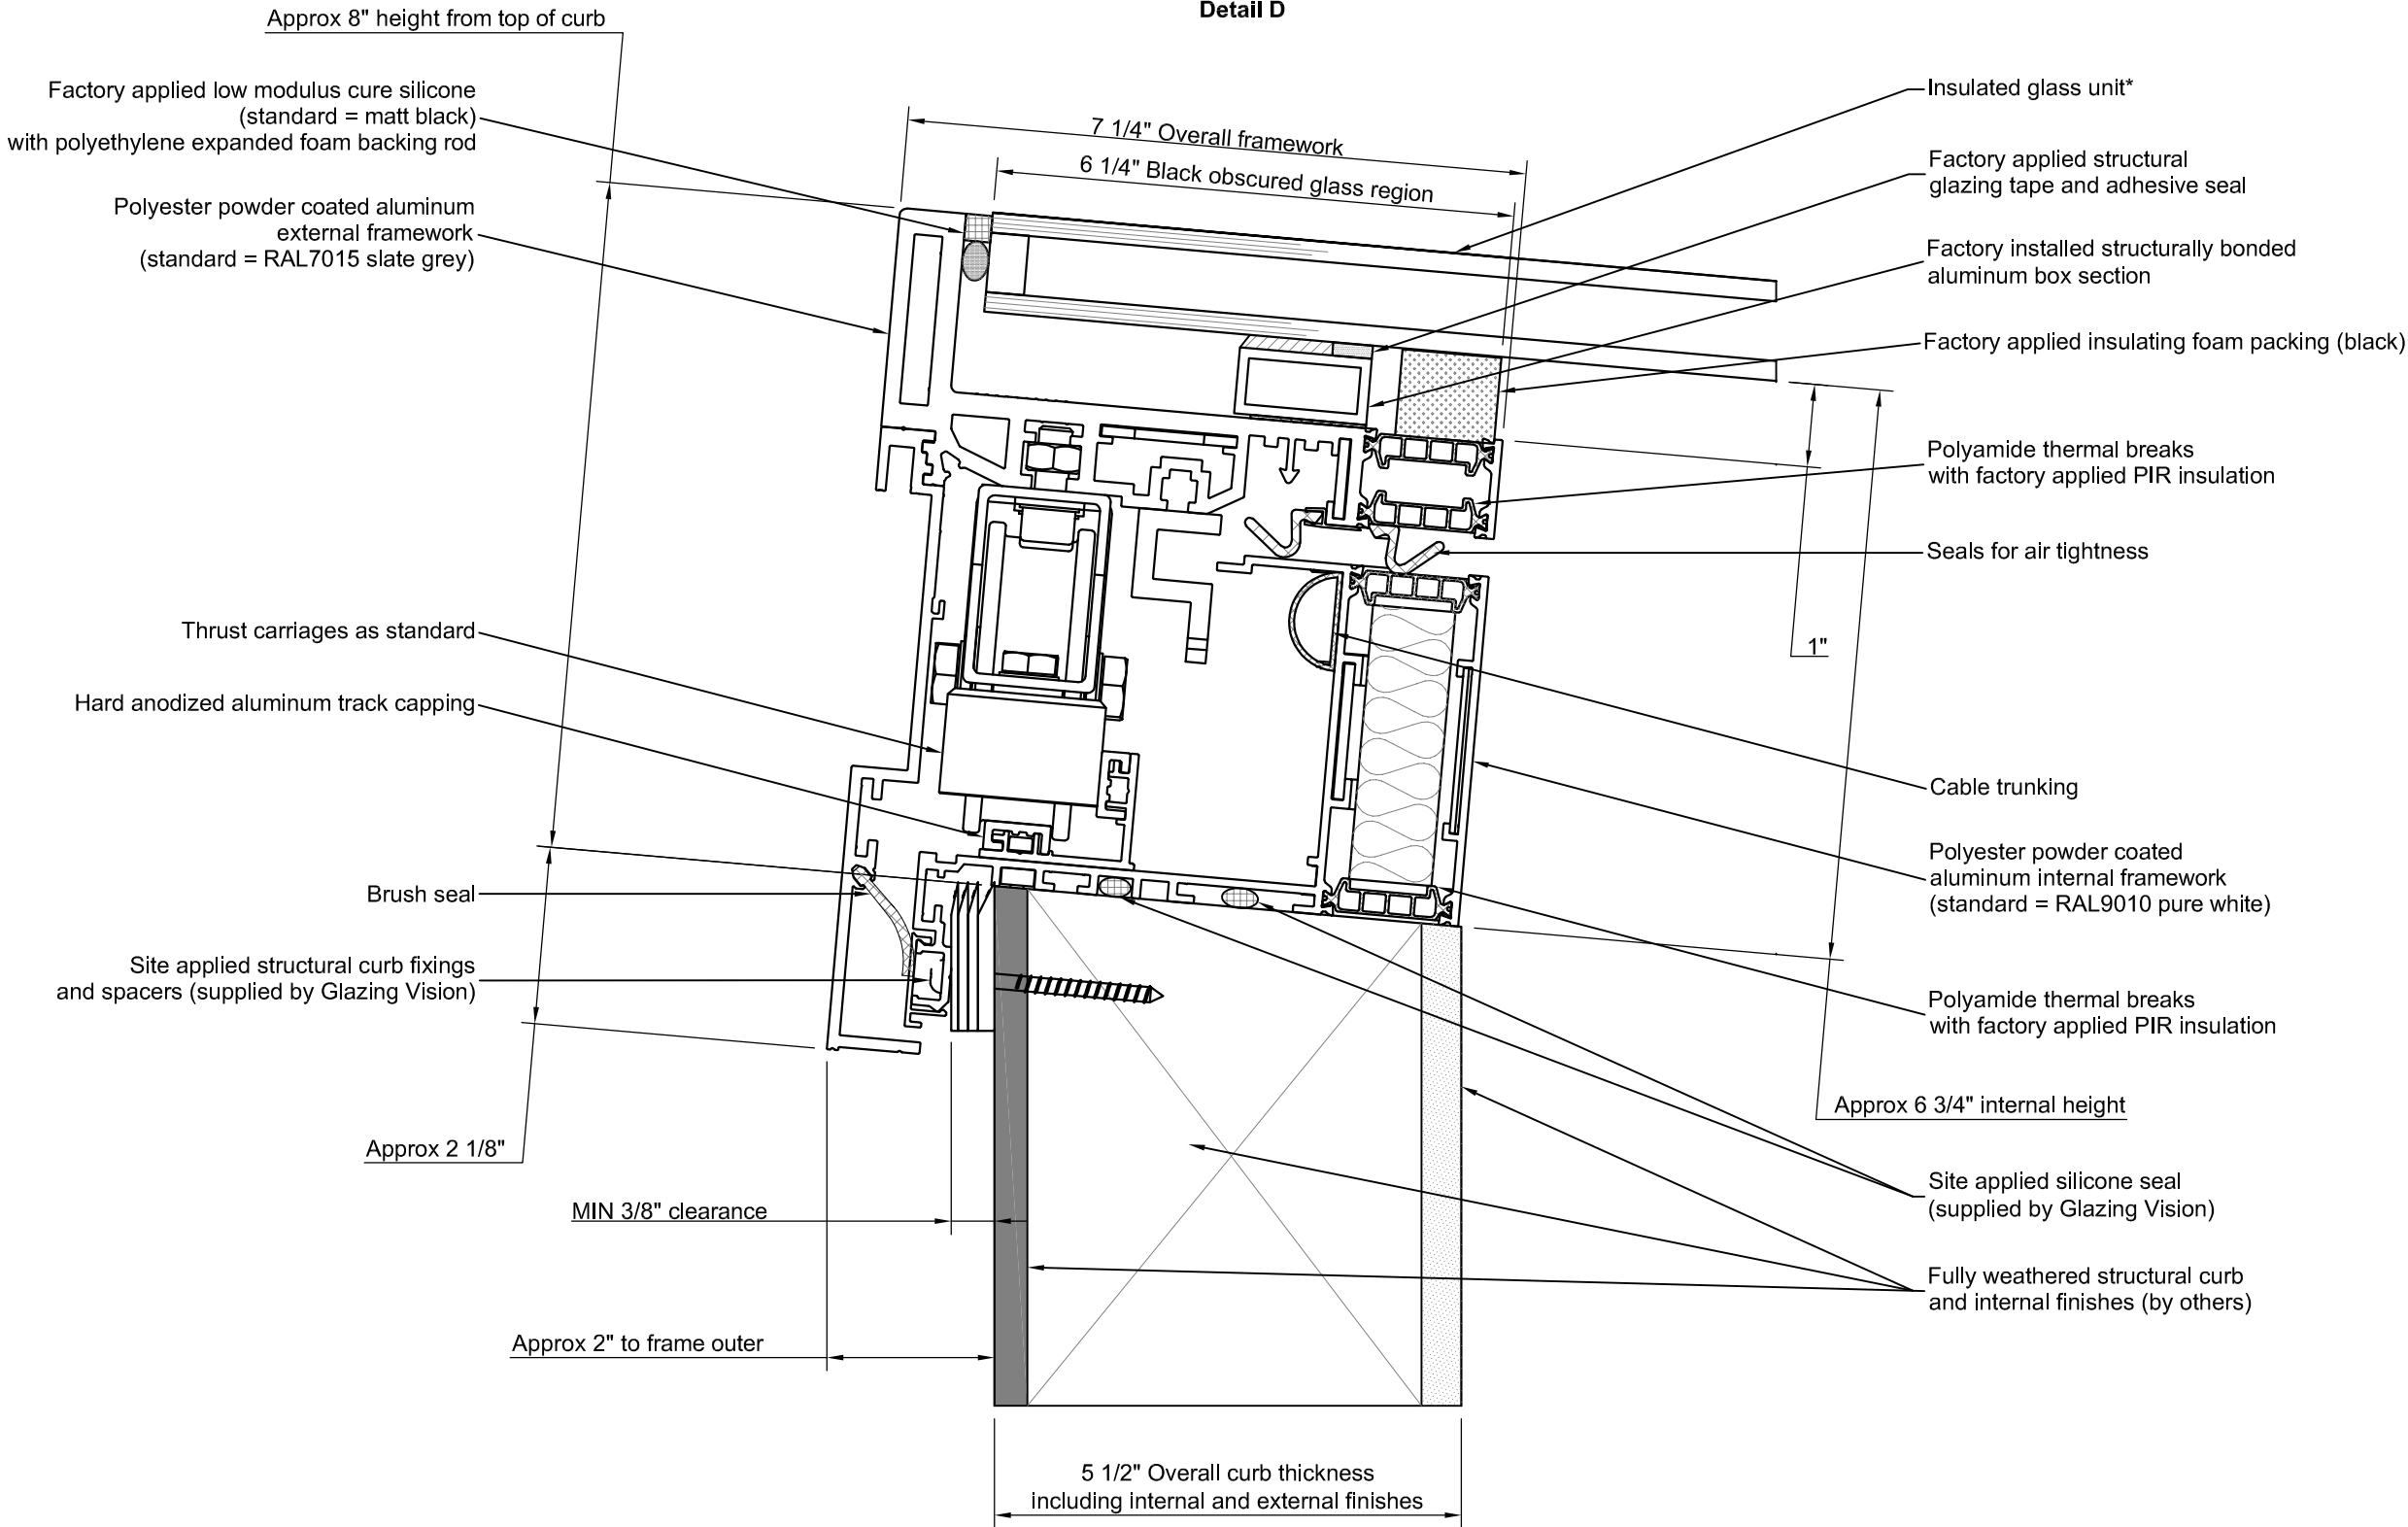 Detail D
Approx 8" height from top of curb
Factory applied low modulus cure silicone
(standard = matt black)
with polyethylene expanded foam backing rod
Polyester powder coated aluminum
external framework
(standard = RAL7015 slate grey)
Thrust carriages as standard
Hard anodized aluminum track capping
Brush seal
Site applied structural curb fixings
and spacers (supplied by Glazing Vision)
Approx 2 1/8"
MIN 3/8" clearance
Approx 2" to frame outer
7 1/4" Overall framework
6 1/4" Black obscured glass region
Insulated glass unit*
Factory applied structural
glazing tape and adhesive seal
Factory installed structurally bonded
aluminum box section
Factory applied insulating foam packing (black)
Polyamide thermal breaks
with factory applied PIR insulation
Seals for air tightness
1"
Cable trunking
Polyester powder coated
aluminum internal framework
(standard = RAL9010 pure white)
Polyamide thermal breaks
with factory applied PIR insulation
Approx 6 3/4" internal height
Site applied silicone seal
(supplied by Glazing Vision)
Fully weathered structural curb
and internal finishes (by others)
5 1/2" Overall curb thickness
including internal and external finishes